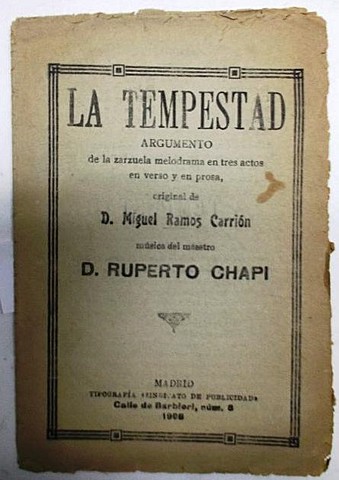 LA TEMPESTAD
ARGUMENTO
de la zarzuela melodrama en tres actos
en verso y en prosa,
original de
D. Miguel Ramos Carrión
música del maestro
D. RUPERTO CHAPI
MADRID
TIPOGRAFÍA «SINDICATO DE PUBLICIDAD»
Calle de Barbieri, núm. 8
1908